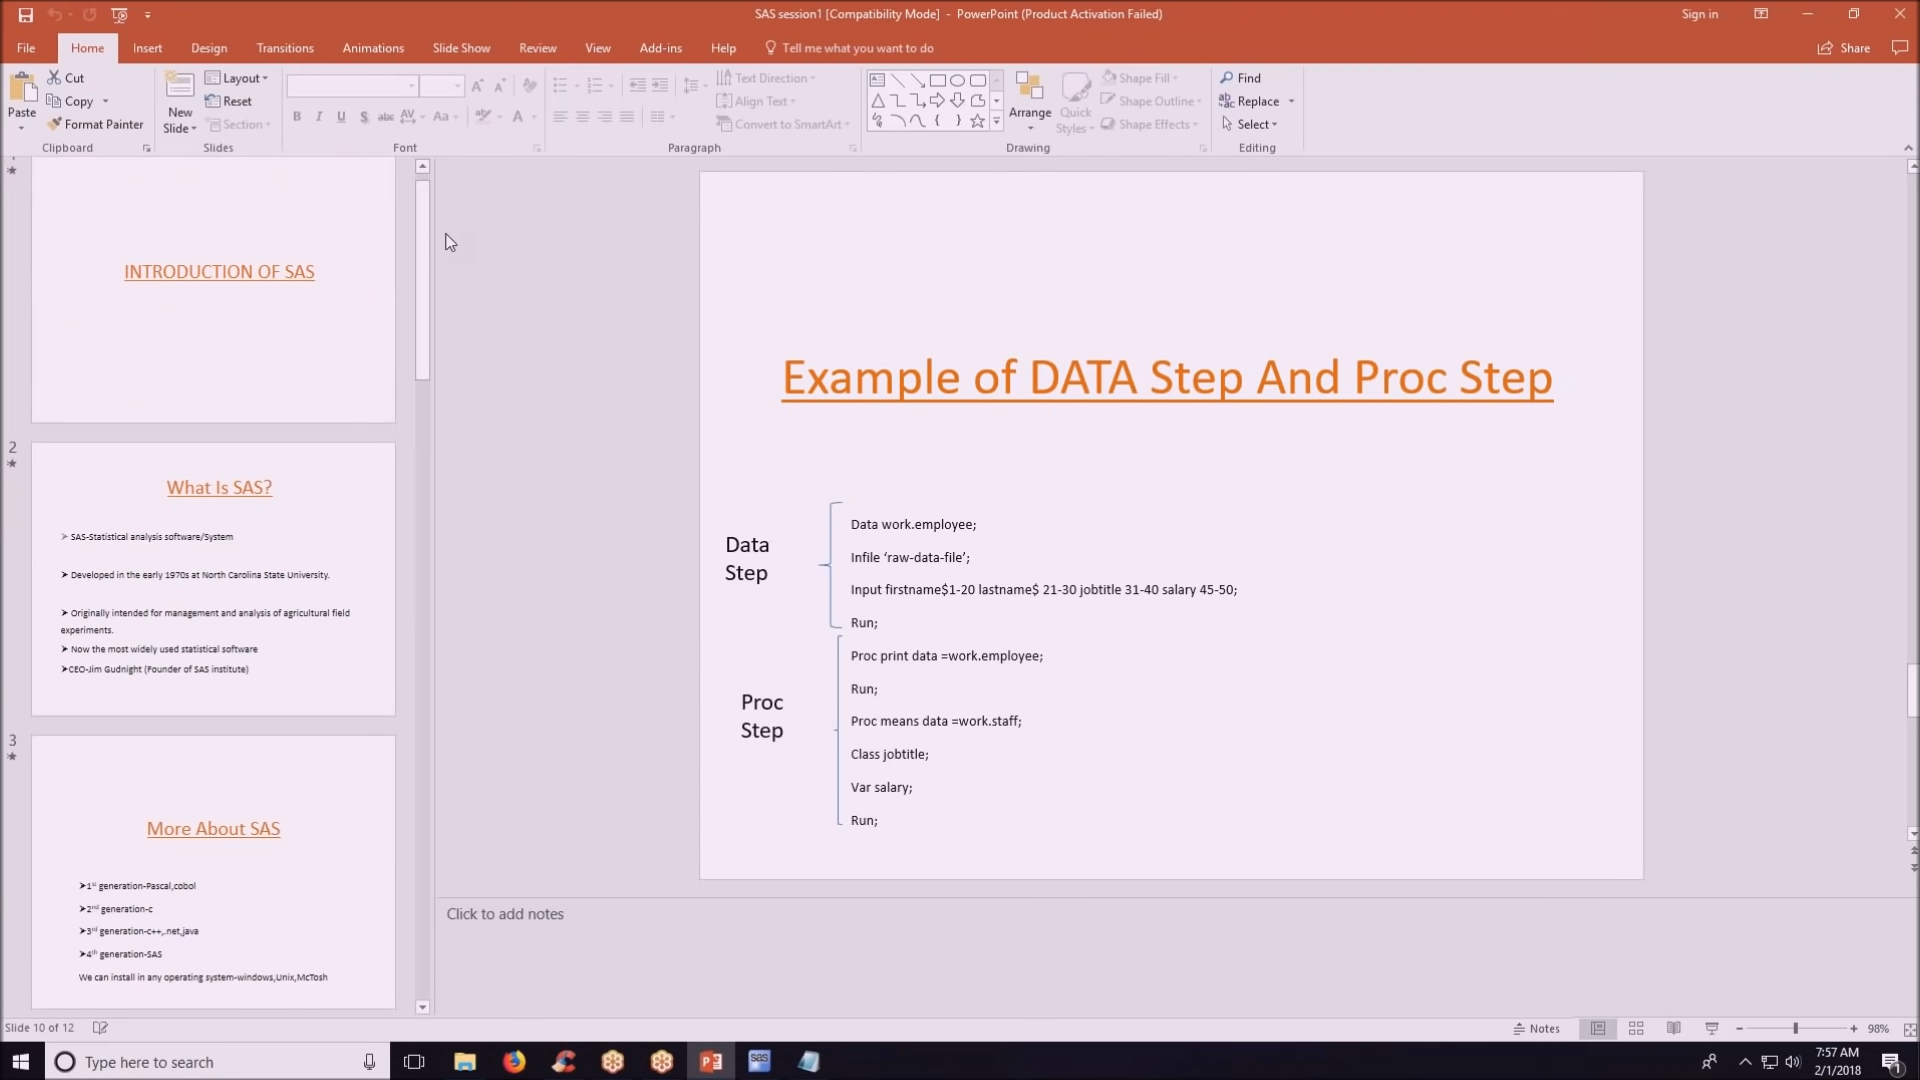 SAS session1 [Compatibility Mode] - PowerPoint (Product Activation Failed)
Sign in
File Home Insert Design Transitions Animations Slide Show Review View Add-ins Help Tell me what you want to do
Share
Cut
Copy
Format Painter
Paste
Clipboard
New Slide
Layout
Reset
Section
Slides
Font
Text Direction
Align Text
Convert to SmartArt
Paragraph
Arrange
Quick Styles
Shape Fill
Shape Outline
Shape Effects
Drawing
Find
Replace
Select
Editing
INTRODUCTION OF SAS
2
What Is SAS?
➤ SAS-Statistical analysis software/System
➤ Developed in the early 1970s at North Carolina State University.
➤ Originally intended for management and analysis of agricultural field
experiments.
➤ Now the most widely used statistical software
➤CEO-Jim Gudnight (Founder of SAS institute)
3
More About SAS
➤1st generation-Pascal,cobol
➤2nd generation-c
➤3rd generation-c++,.net,java
➤4th generation-SAS
We can install in any operating system-windows,Unix,McTosh
Example of DATA Step And Proc Step
Data
Step
Data work.employee;
Infile ‘raw-data-file’;
Input firstname$1-20 lastname$ 21-30 jobtitle 31-40 salary 45-50;
Run;
Proc
Step
Proc print data =work.employee;
Run;
Proc means data =work.staff;
Class jobtitle;
Var salary;
Run;
Click to add notes
Slide 10 of 12
Notes
98%
Type here to search
sas
7:57 AM
2/1/2018
1